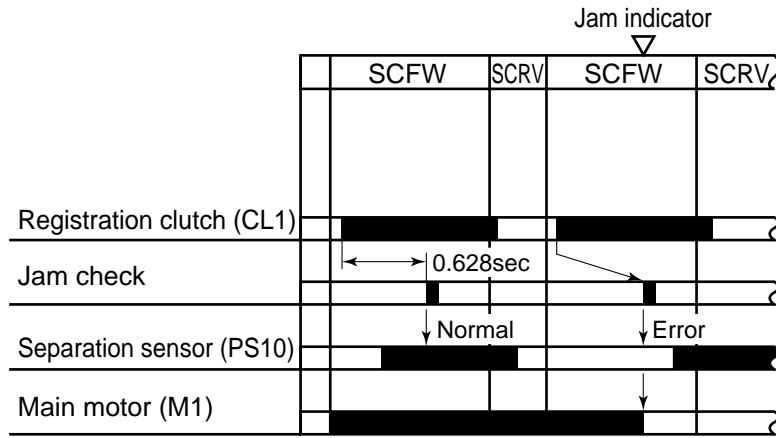 Jam indicator
SCFW SCRV SCFW SCRV
Registration clutch (CL1)
0.628sec
Jam check
Normal Error
Separation sensor (PS10)
Main motor (M1)